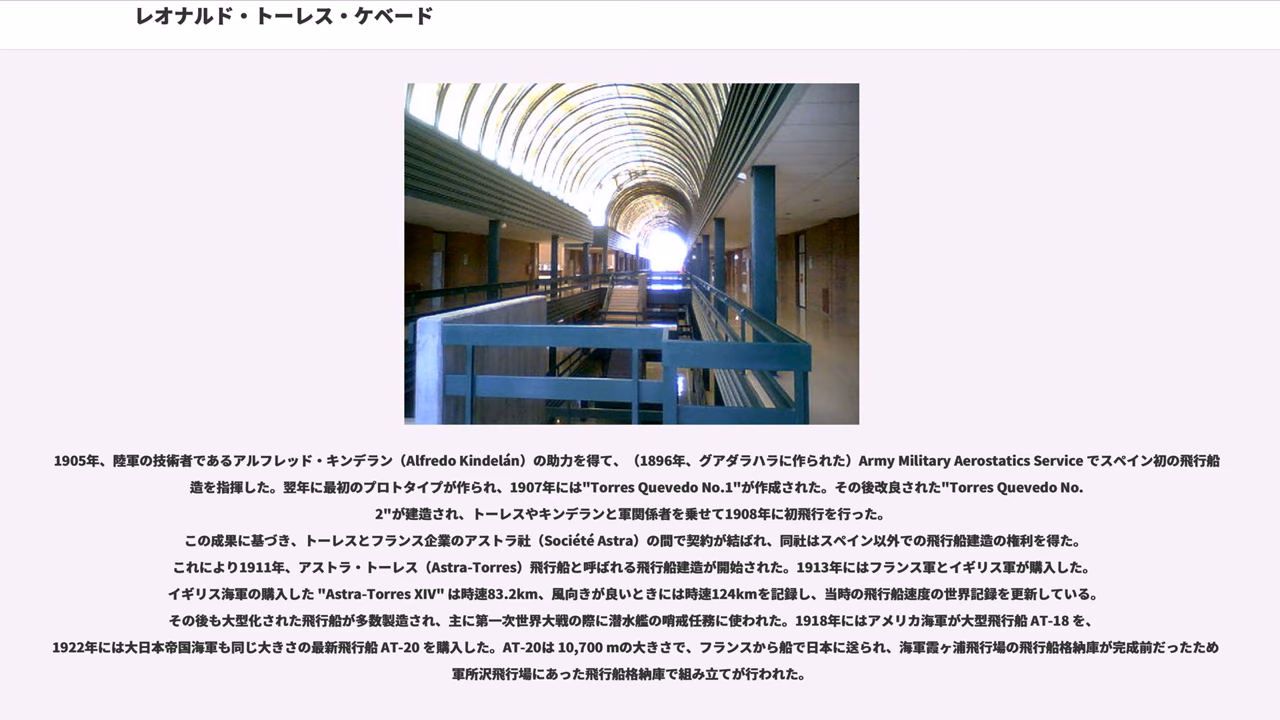 レオナルド・トーレス・ケベード
1905年、陸軍の技術者であるアルフレッド・キンデラン（Alfredo Kindelán）の助力を得て、（1896年、グアダラハラに作られた）Army Military Aerostatics Service でスペイン初の飛行船
造を指揮した。翌年に最初のプロトタイプが作られ、1907年には"Torres Quevedo No.1"が作成された。その後改良された"Torres Quevedo No.
2"が建造され、トーレスやキンデランと軍関係者を乗せて1908年に初飛行を行った。
この成果に基づき、トーレスとフランス企業のアストラ社（Société Astra）の間で契約が結ばれ、同社はスペイン以外での飛行船建造の権利を得た。
これにより1911年、アストラ・トーレス（Astra-Torres）飛行船と呼ばれる飛行船建造が開始された。1913年にはフランス軍とイギリス軍が購入した。
イギリス海軍の購入した "Astra-Torres XIV" は時速83.2km、風向きが良いときには時速124kmを記録し、当時の飛行船速度の世界記録を更新している。
その後も大型化された飛行船が多数製造され、主に第一次世界大戦の際に潜水艦の哨戒任務に使われた。1918年にはアメリカ海軍が大型飛行船 AT-18 を、
1922年には大日本帝国海軍も同じ大きさの最新飛行船 AT-20 を購入した。AT-20は 10,700 mの大きさで、フランスから船で日本に送られ、海軍霞ヶ浦飛行場の飛行船格納庫が完成前だったため
軍所沢飛行場にあった飛行船格納庫で組み立てが行われた。